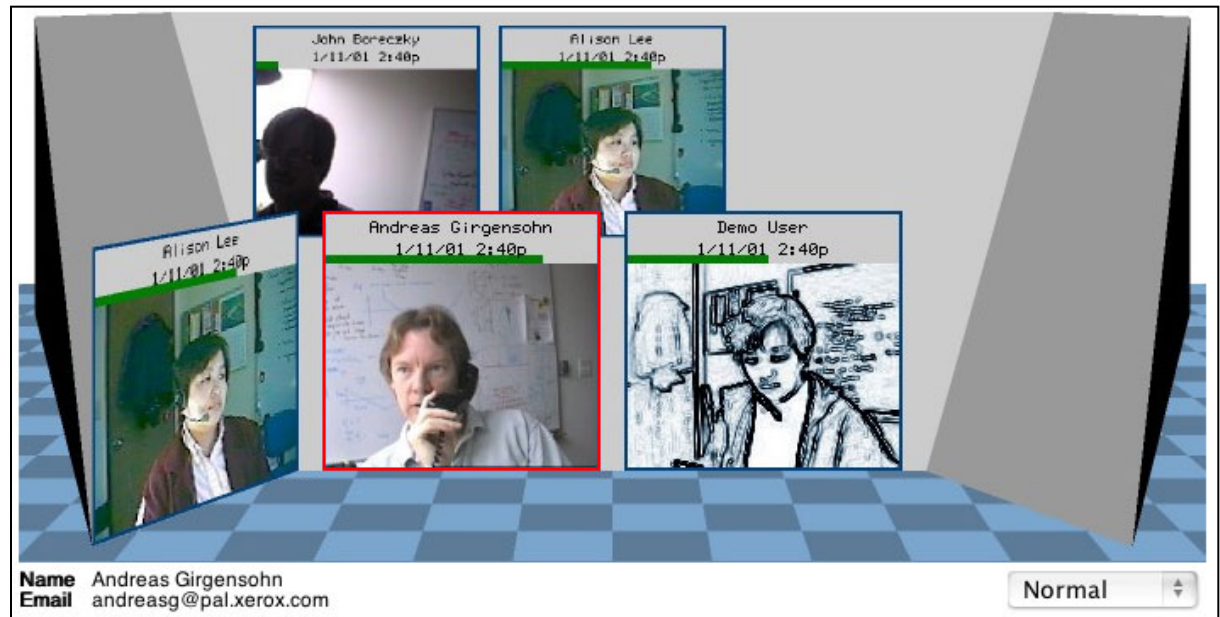 John Boreczky
1/11/01 2:40p
Alison Lee
1/11/01 2:40p
Alison Lee
1/11/01 2:40p
Andreas Girgensohn
1/11/01 2:40p
Demo User
1/11/01 2:40p
Name Andreas Girgensohn
Email andreasg@pal.xerox.com
Normal